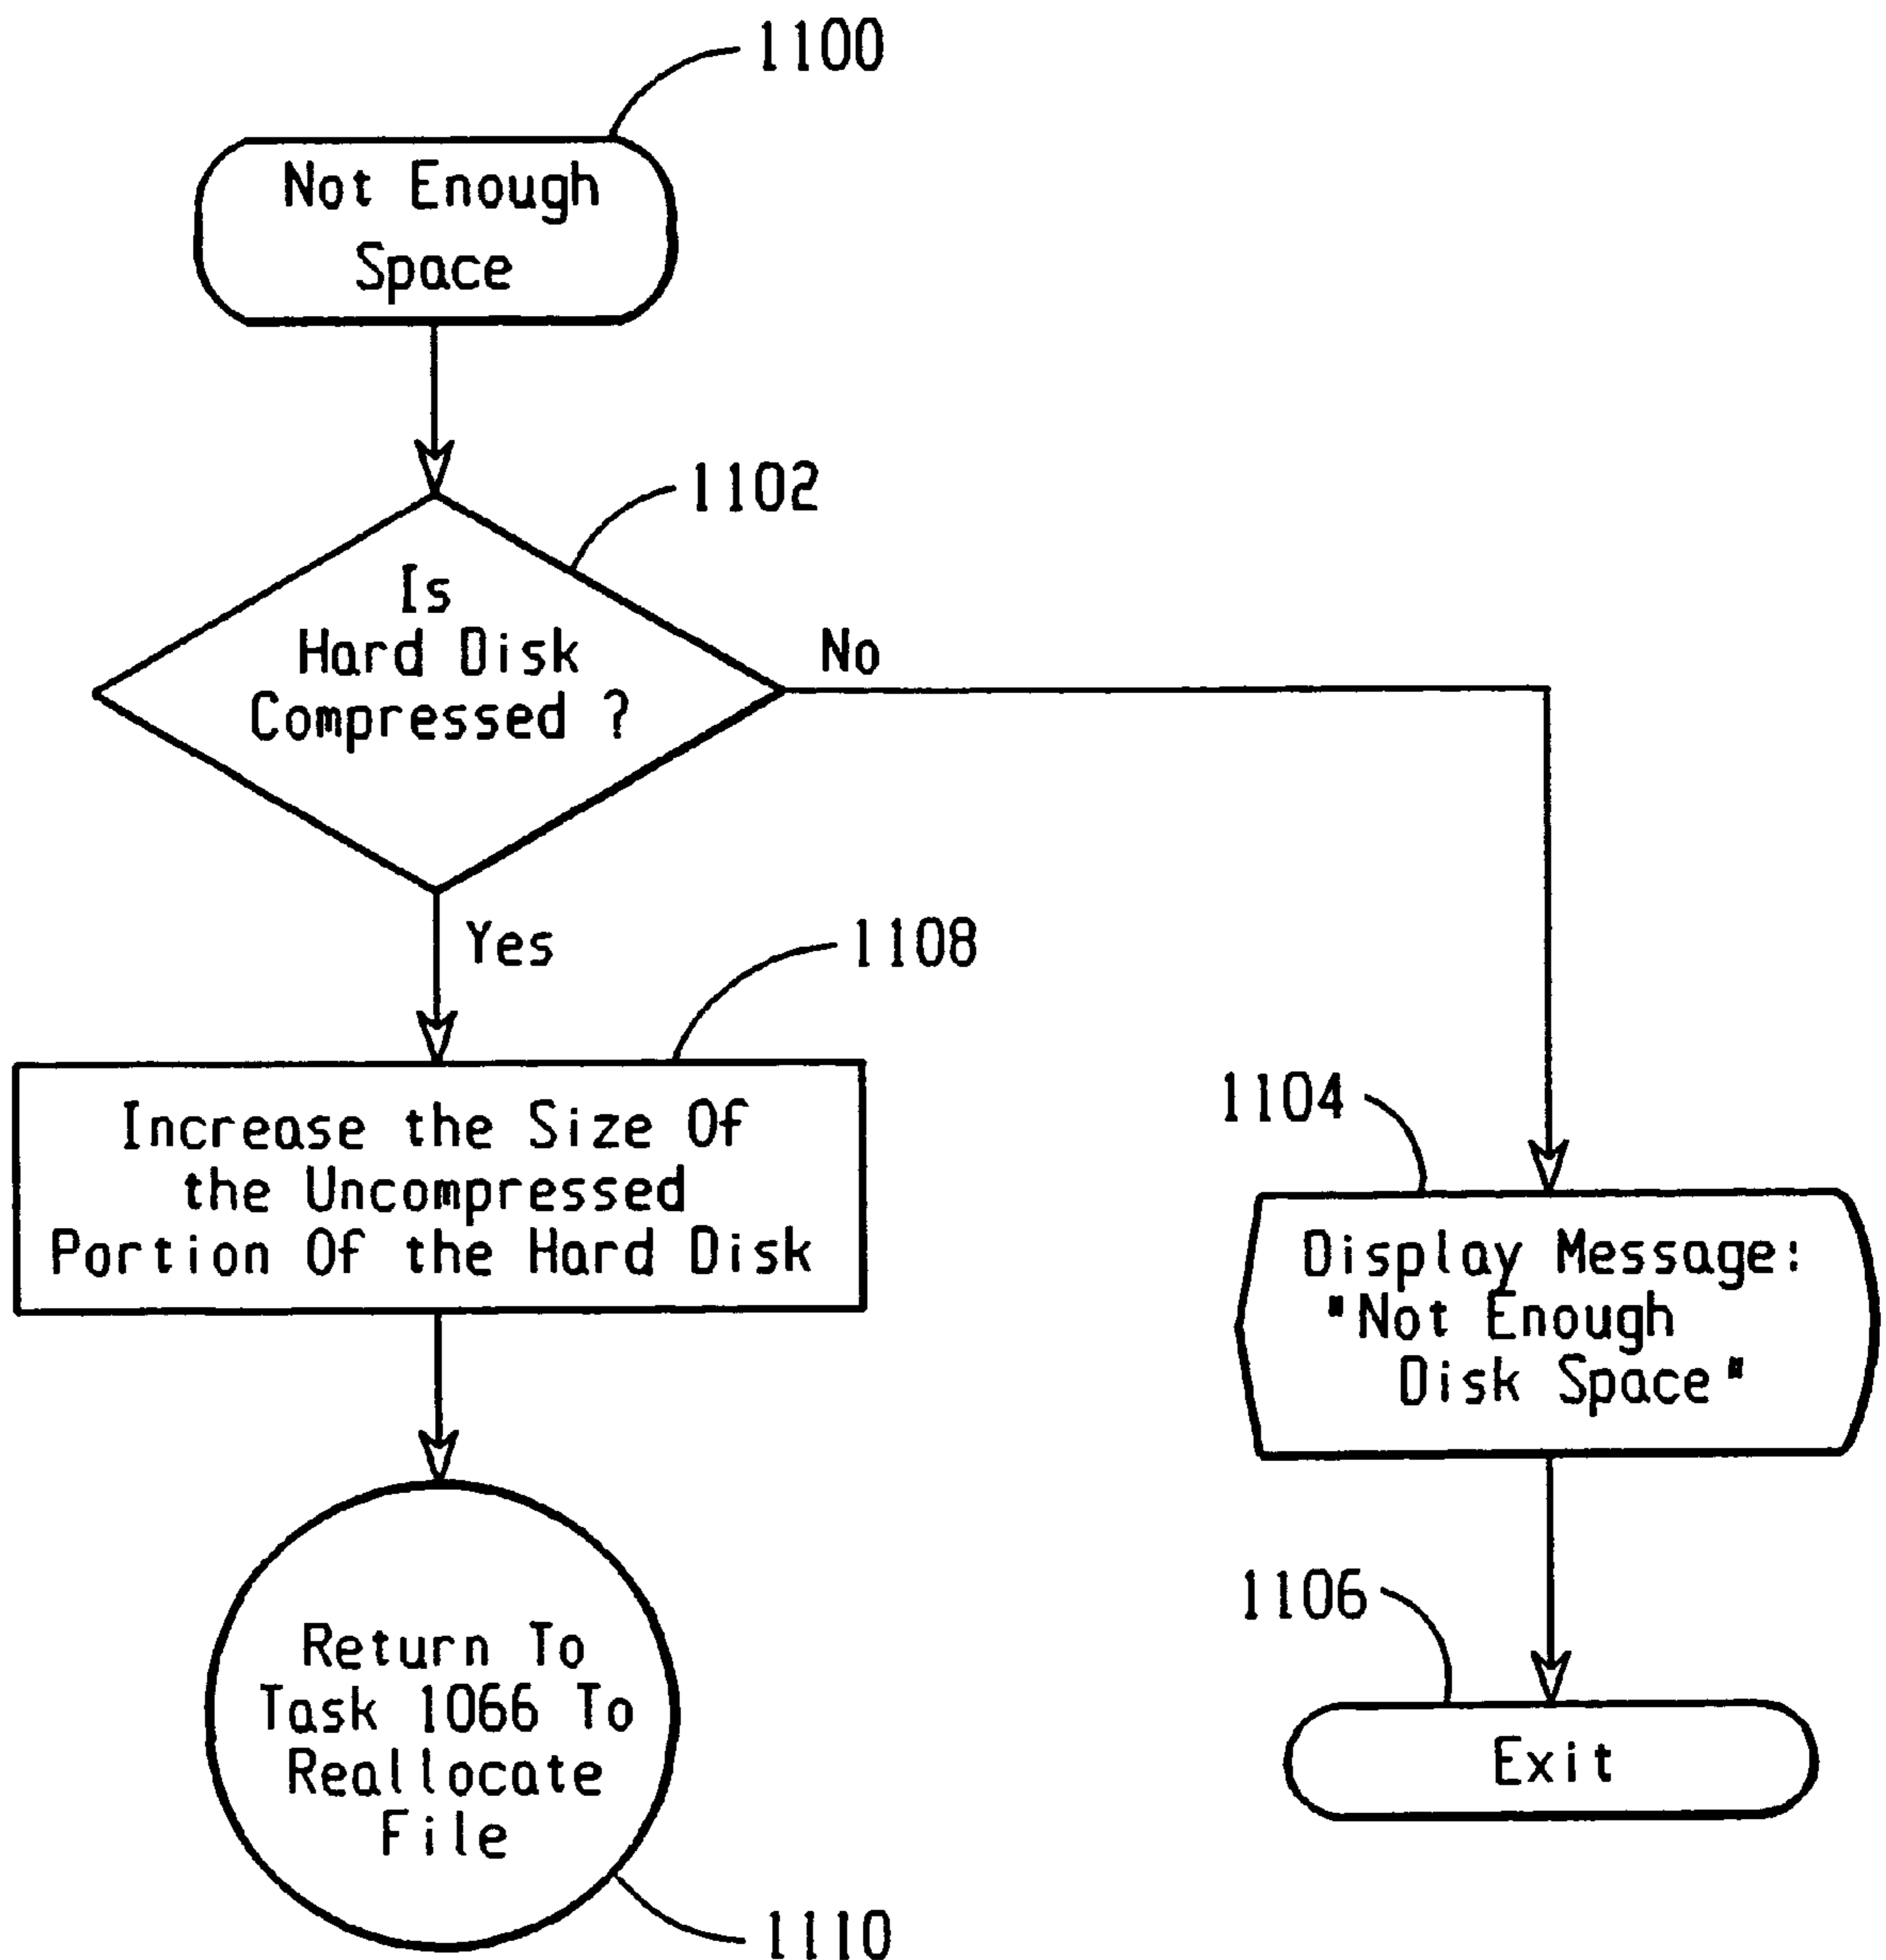 1100
Not Enough
Space
1102
Is
Hard Disk
Compressed ?
No
Yes
1108
Increase the Size Of
the Uncompressed
Portion Of the Hard Disk
1104
Display Message:
"Not Enough
Disk Space"
1106
Exit
Return To
Task 1066 To
Reallocate
File
1110